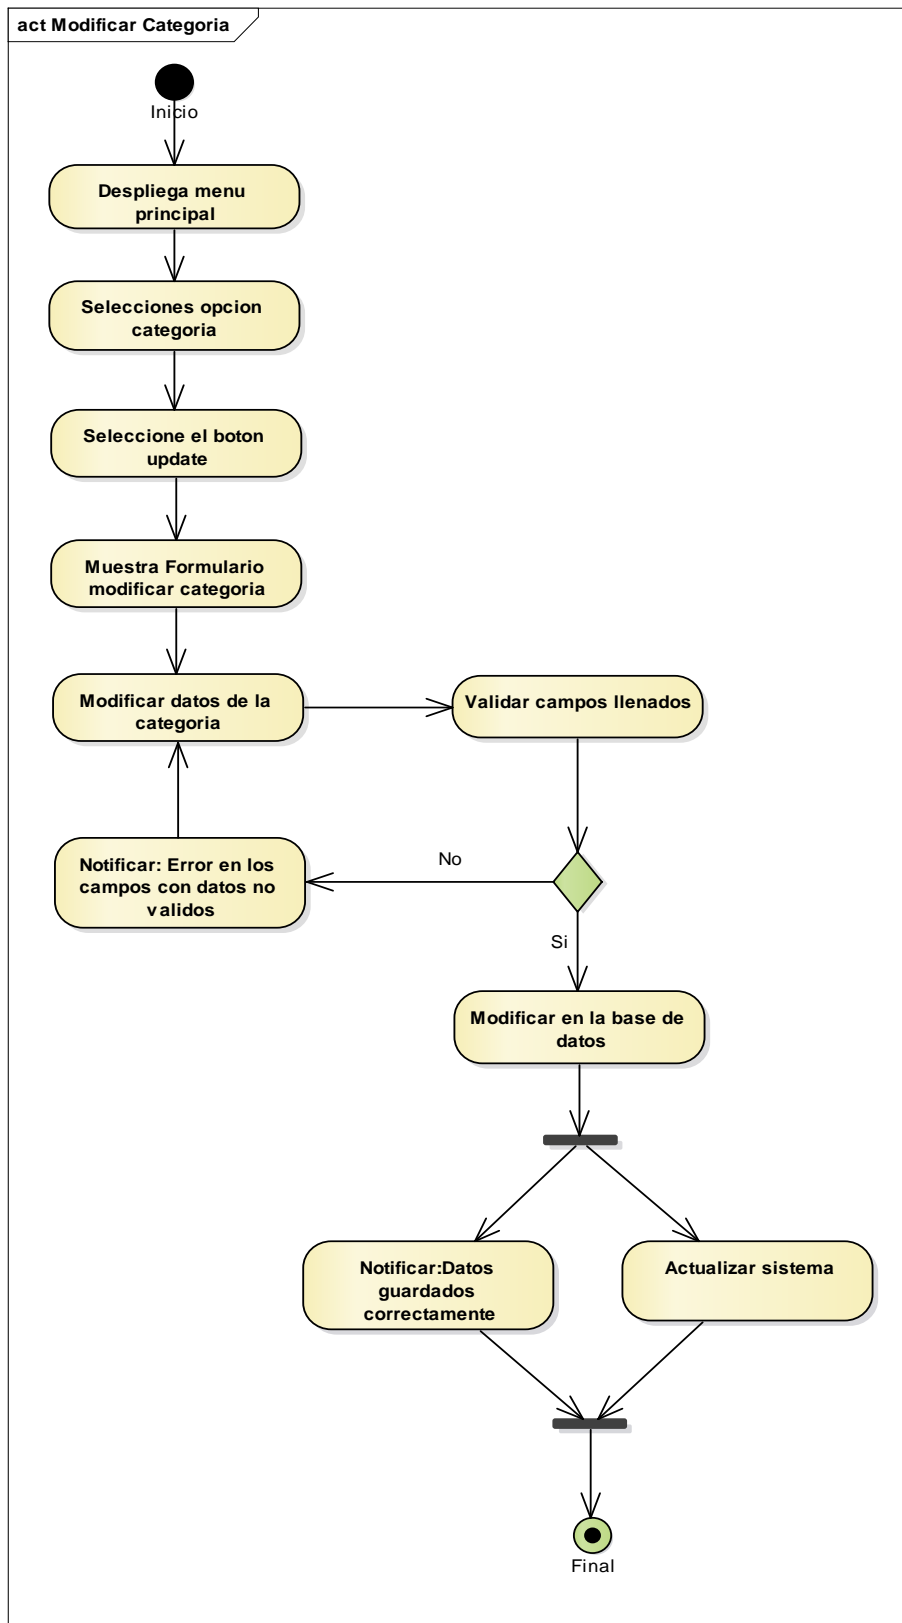 act Modificar Categoria
Inicio
Despliega menu
principal
Selecciones opcion
categoria
Seleccione el boton
update
Muestra Formulario
modificar categoria
Modificar datos de la
categoria
Validar campos llenados
No
Notificar: Error en los
campos con datos no
validos
Si
Modificar en la base de
datos
Notificar:Datos
guardados
correctamente
Actualizar sistema
Final